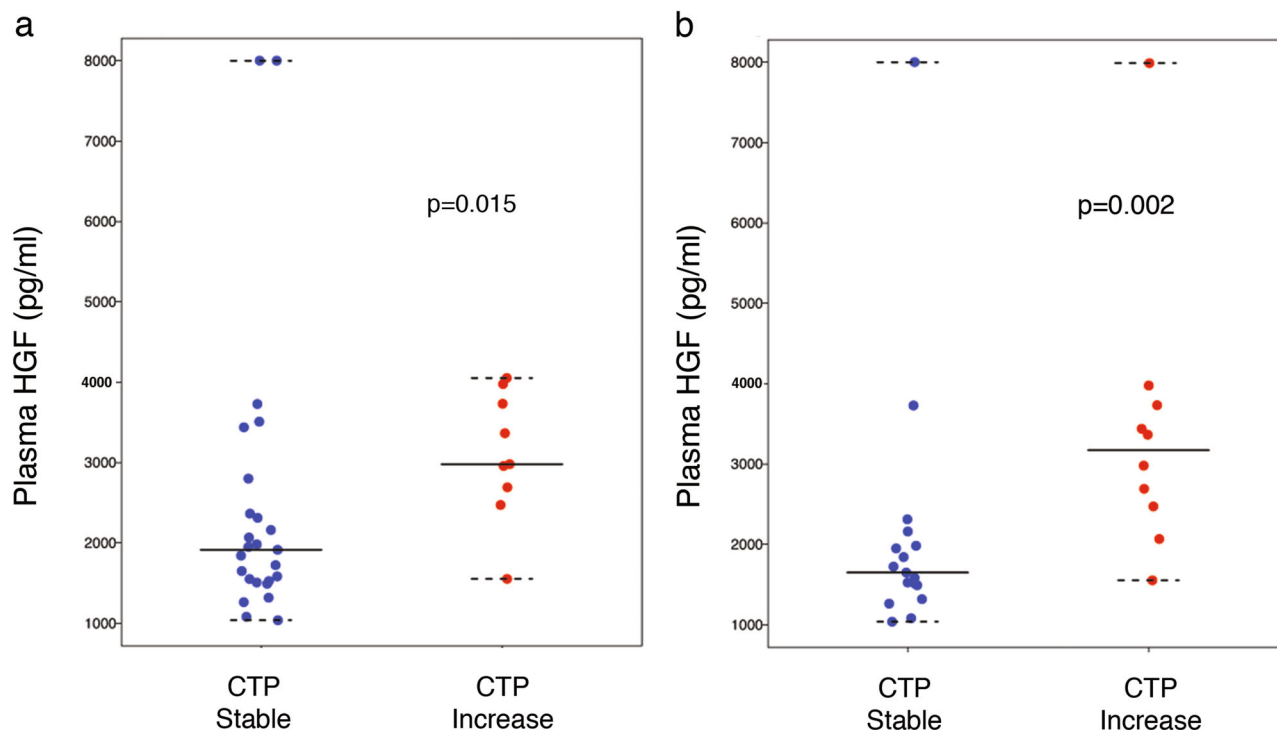 a
Plasma HGF (pg/ml)
8000
7000
6000
5000
4000
3000
2000
1000
p=0.015
CTP
Stable
CTP
Increase
b
Plasma HGF (pg/ml)
8000
7000
6000
5000
4000
3000
2000
1000
p=0.002
CTP
Stable
CTP
Increase